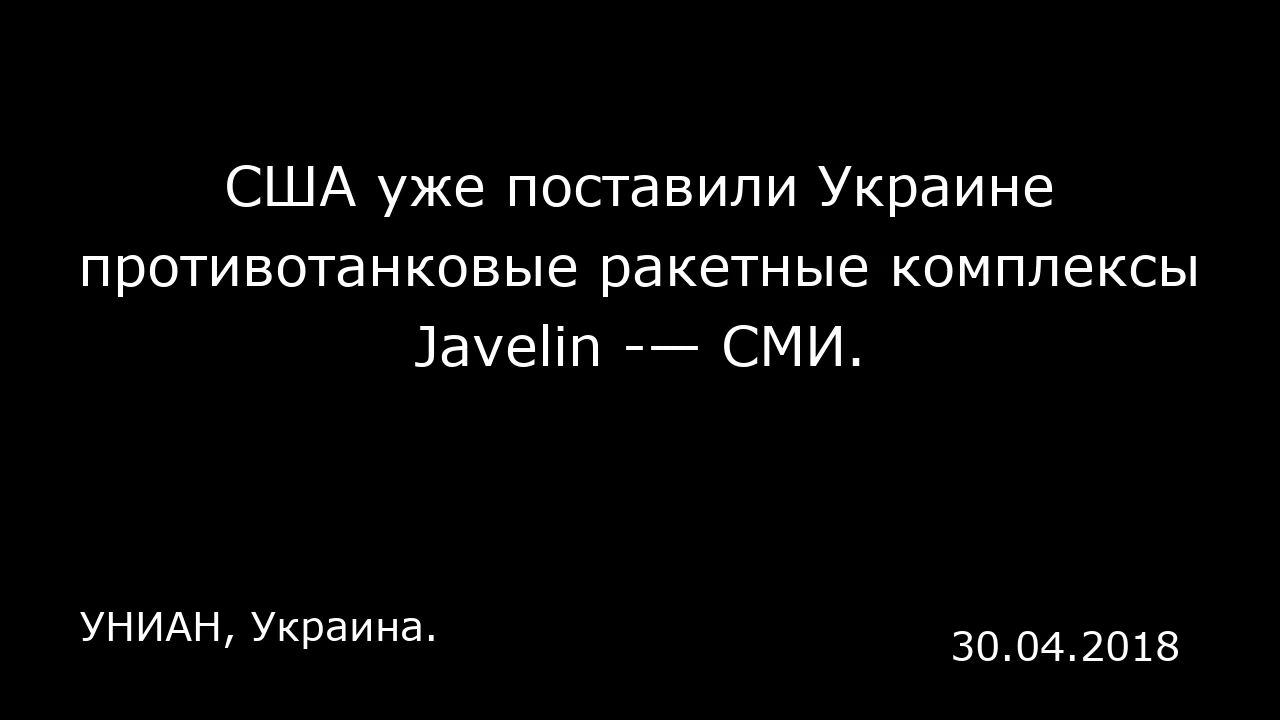 США уже поставили Украине
противотанковые ракетные комплексы
Javelin -— СМИ.
УНИАН, Украина.
30.04.2018